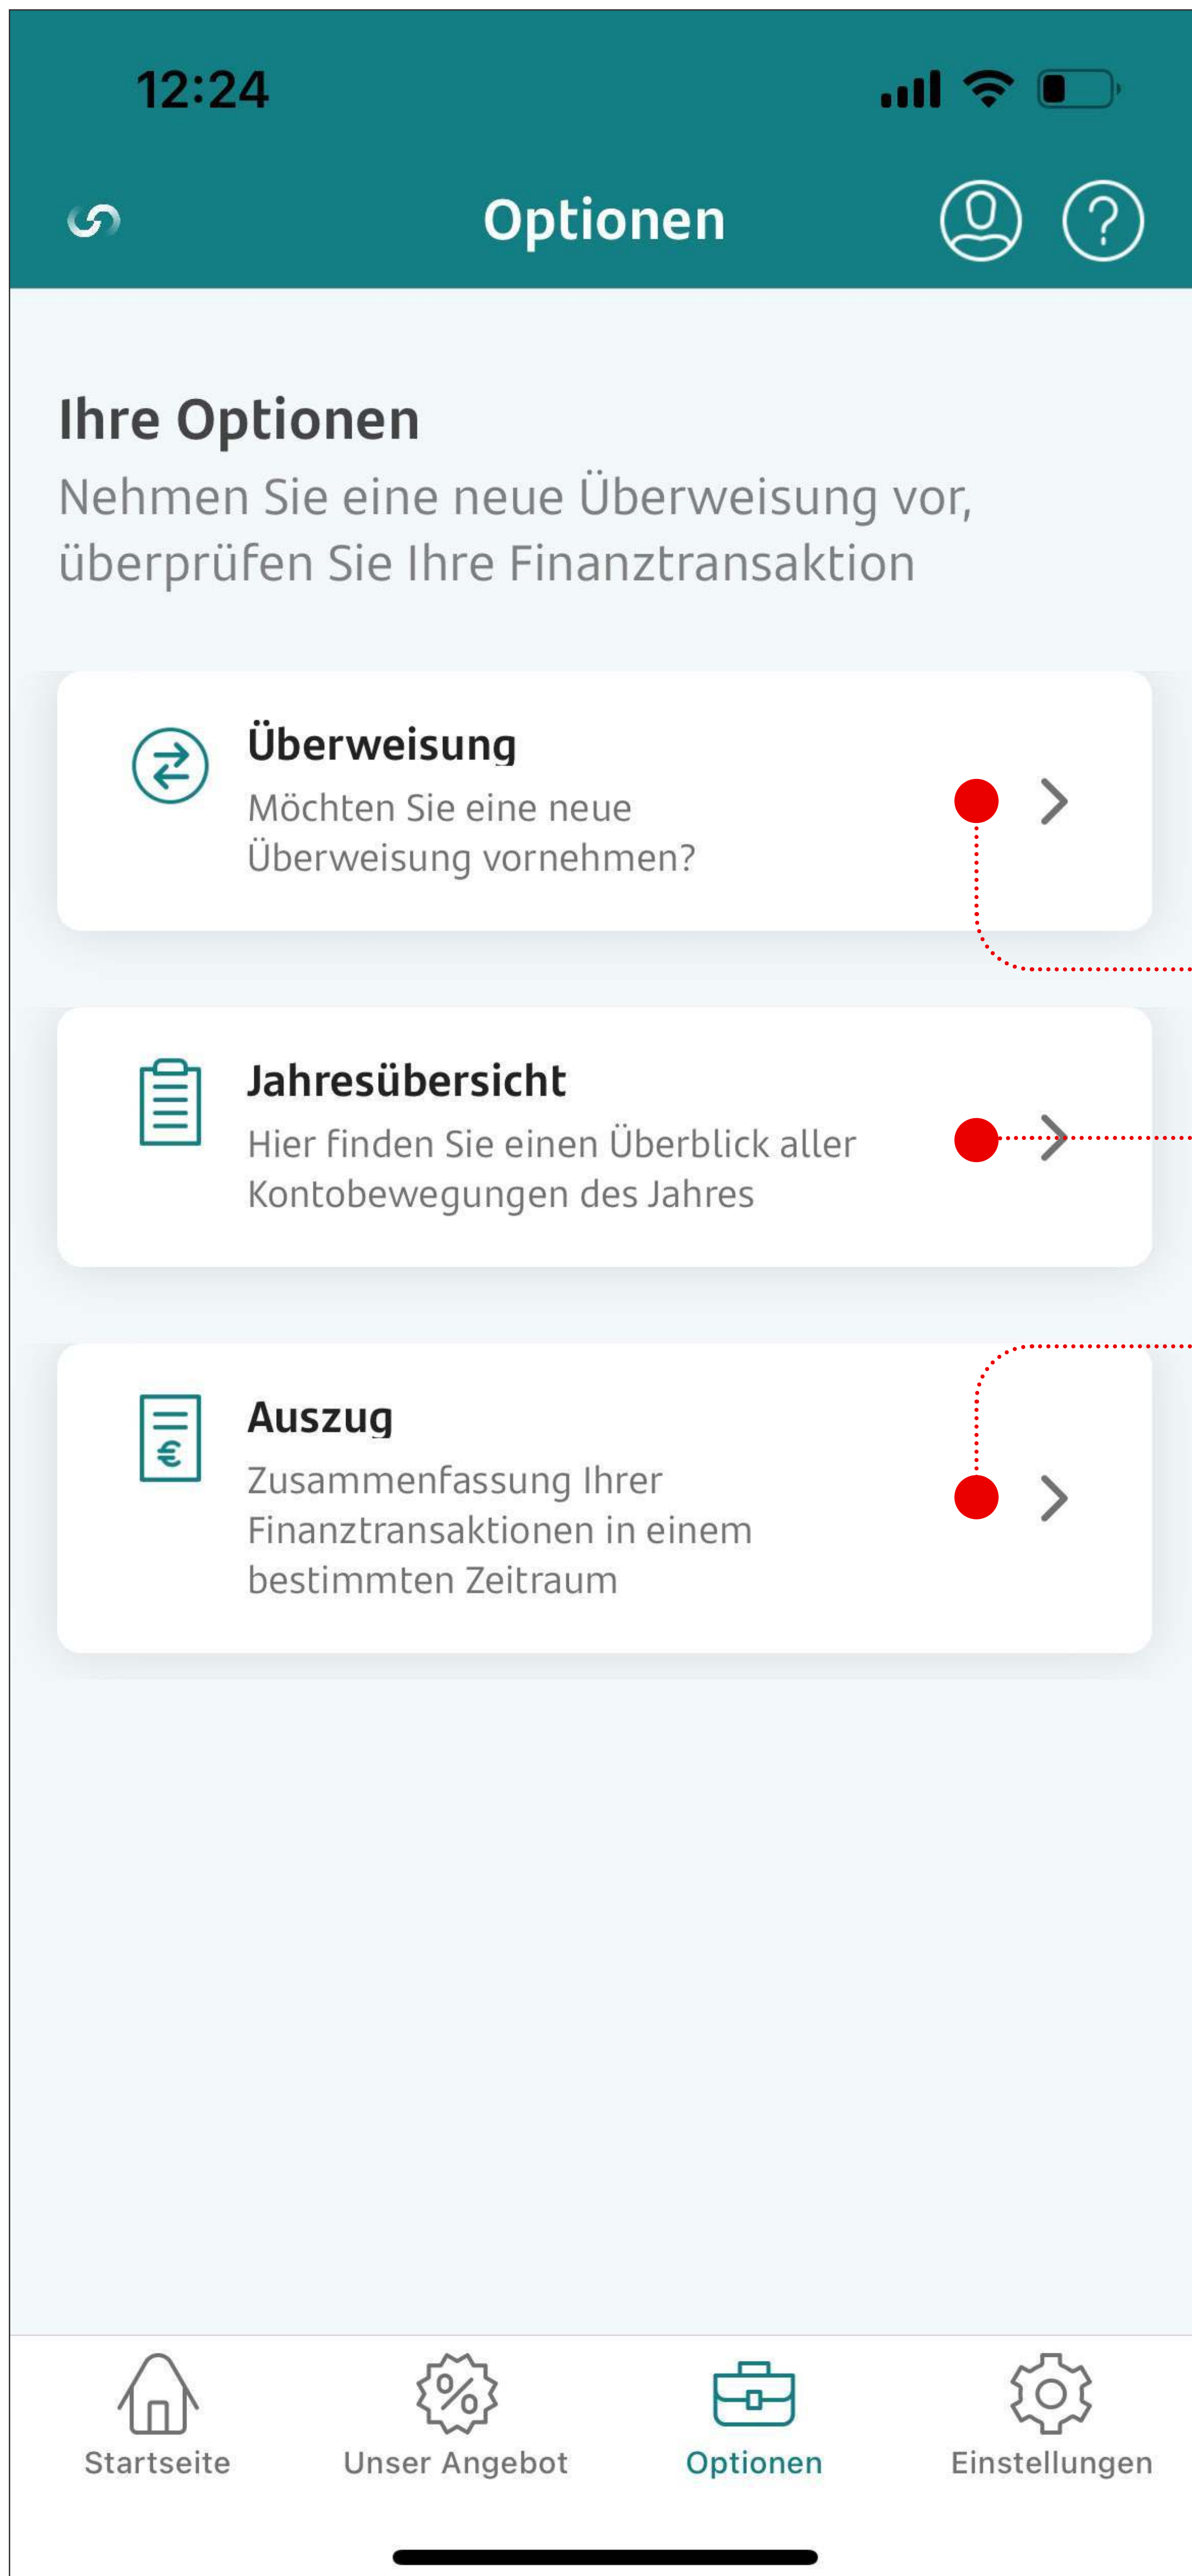 12:24
Optionen
Ihre Optionen
Nehmen Sie eine neue Überweisung vor,
überprüfen Sie Ihre Finanztransaktion
Überweisung
Möchten Sie eine neue
Überweisung vornehmen?
Jahresübersicht
Hier finden Sie einen Überblick aller
Kontobewegungen des Jahres
Auszug
Zusammenfassung Ihrer
Finanztransaktionen in einem
bestimmten Zeitraum
Startseite
Unser Angebot
Optionen
Einstellungen